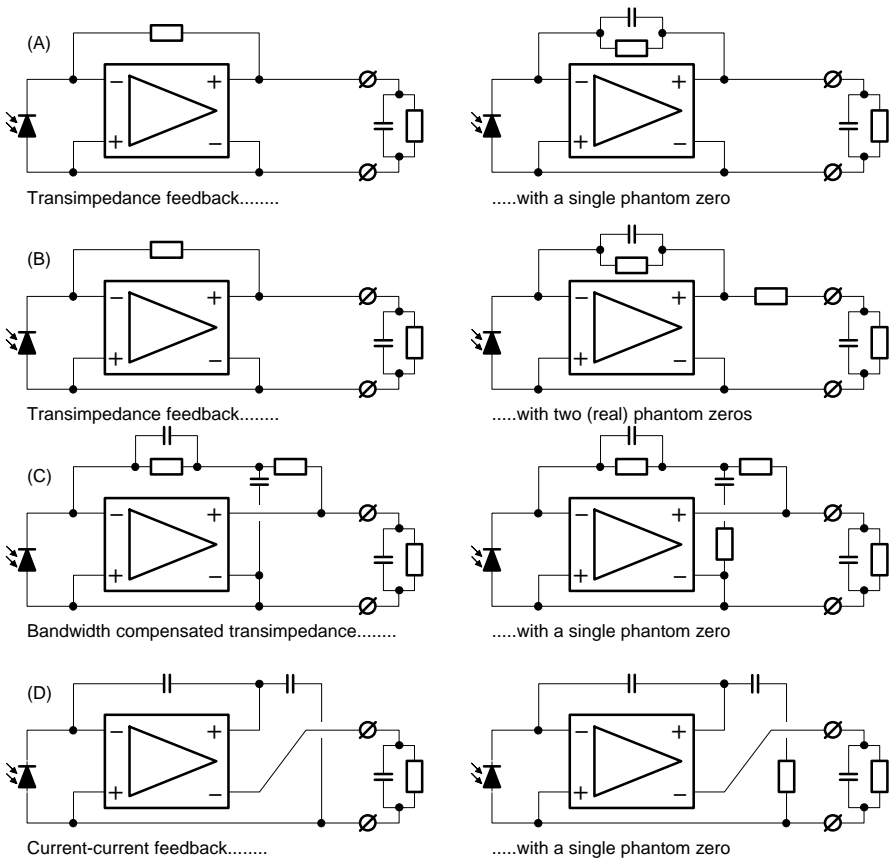 (A)
Transimpedance feedback........
.....with a single phantom zero
(B)
Transimpedance feedback........
.....with two (real) phantom zeros
(C)
Bandwidth compensated transimpedance........
.....with a single phantom zero
(D)
Current-current feedback........
.....with a single phantom zero